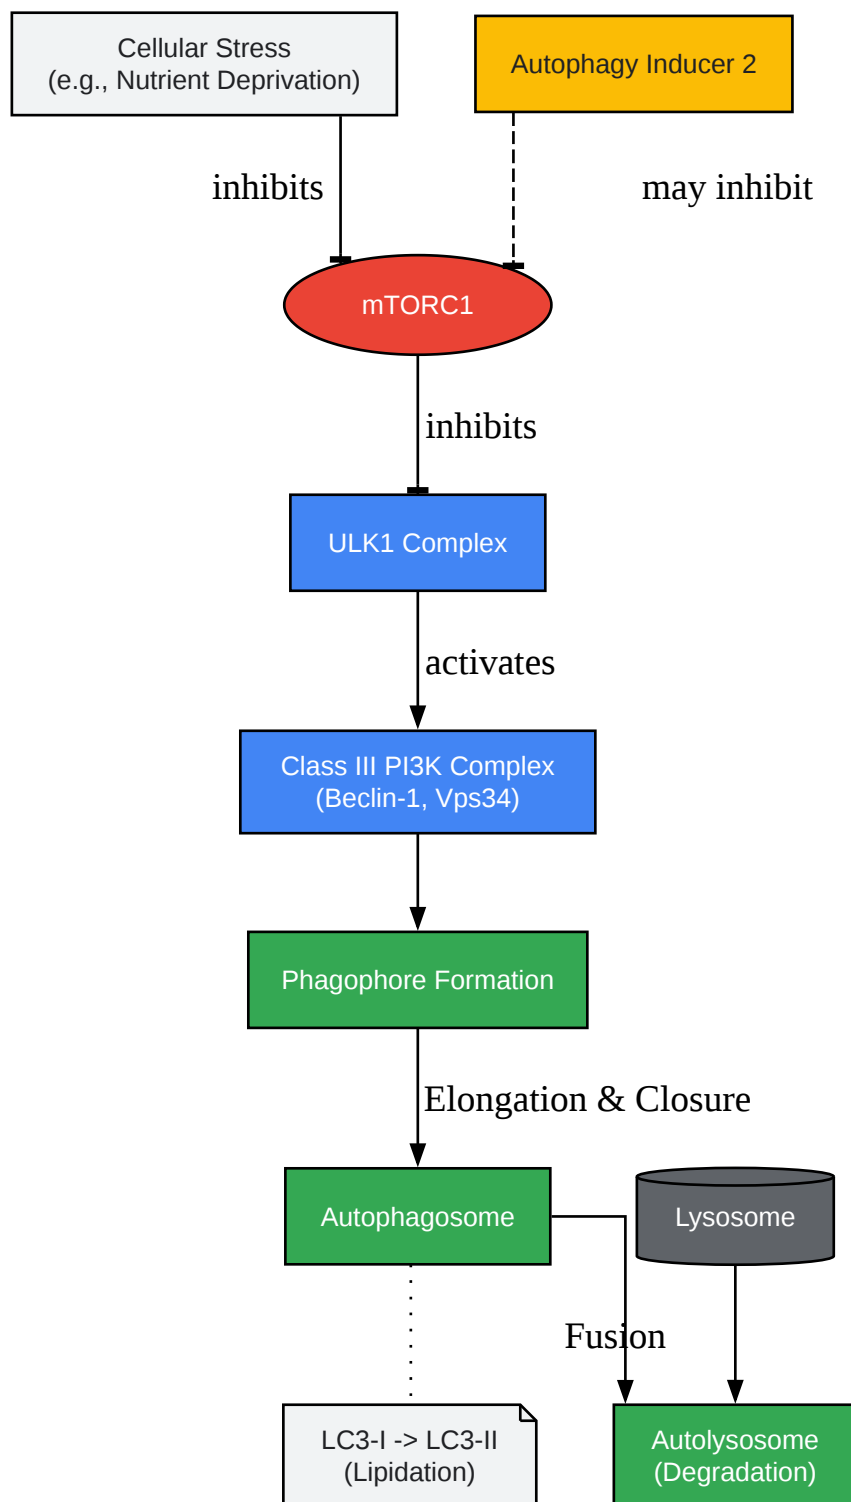 Cellular Stress
(e.g., Nutrient Deprivation)
Autophagy Inducer 2
inhibits
may inhibit
mTORC1
inhibits
ULK1 Complex
activates
Class III PI3K Complex
(Beclin-1, Vps34)
Phagophore Formation
Elongation & Closure
Autophagosome
Lysosome
Fusion
LC3-I -> LC3-II
(Lipidation)
Autolysosome
(Degradation)